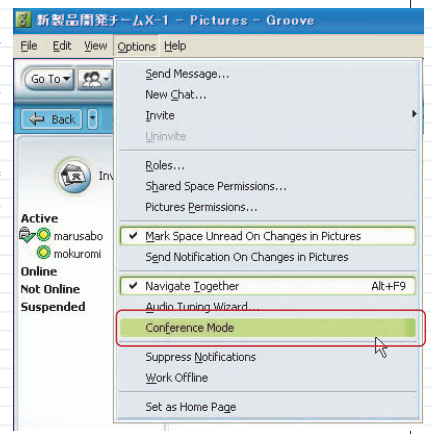 新製品開発チームX-1 - Pictures - Groove
File Edit View Options Help
Go To
Send Message...
New Chat...
Back
Invite
Uninvite
Roles...
Inv
Shared Space Permissions...
Pictures Permissions...
Active
marusabo
Mark Space Unread On Changes in Pictures
mokuromi
Send Notification On Changes in Pictures
Online
Not Online
Navigate Together Alt+F9
Suspended
Audio Tuning Wizard...
Conference Mode
Suppress Notifications
Work Offline
Set as Home Page